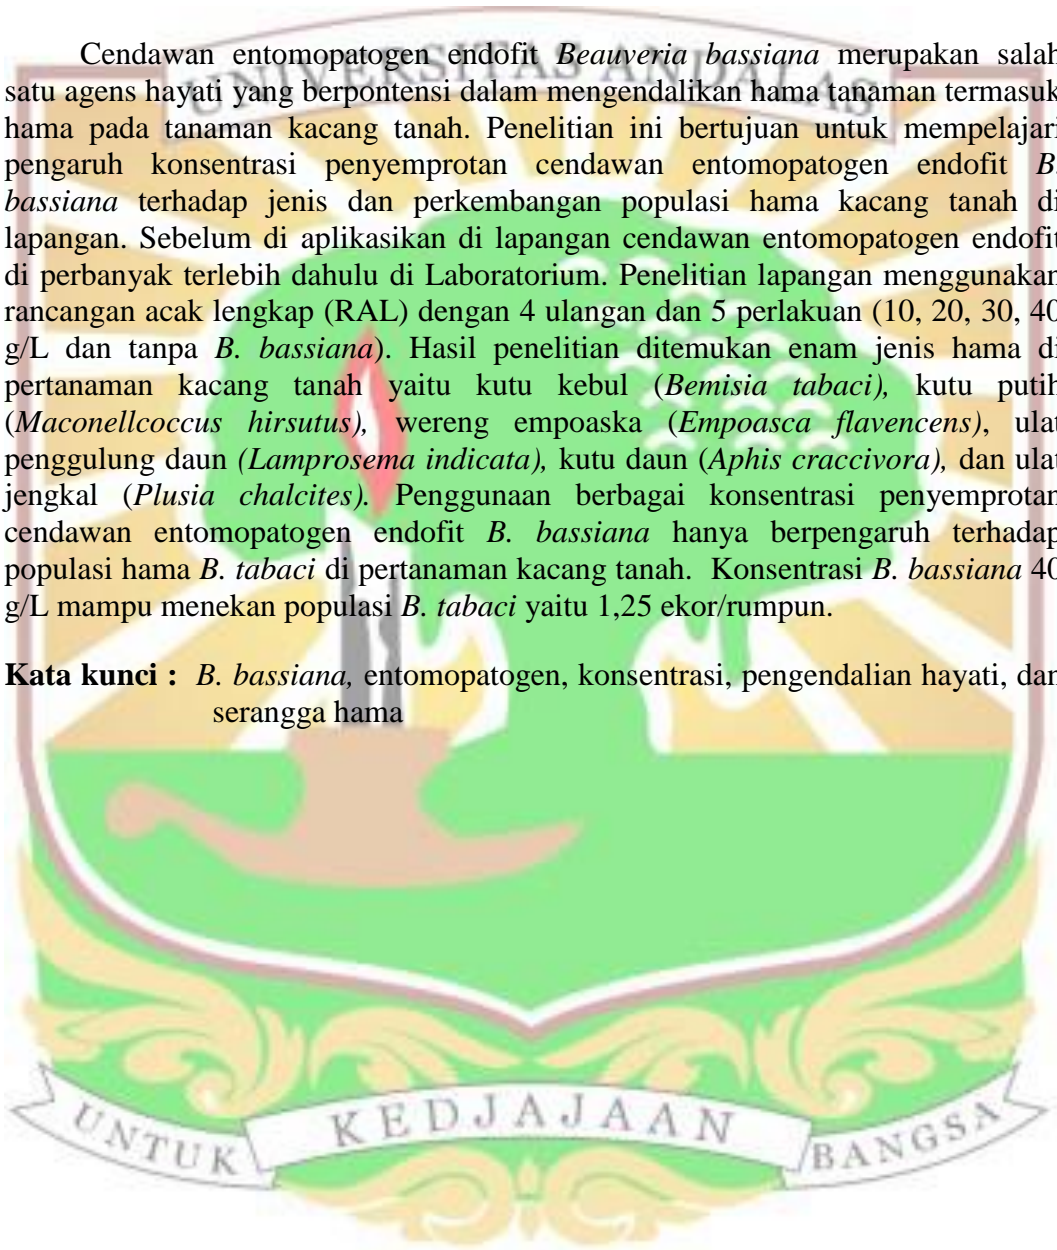 UNIVERSITAS ANDALAS
Cendawan entomopatogen endofit Beauveria bassiana merupakan salah
satu agens hayati yang berpontensi dalam mengendalikan hama tanaman termasuk
hama pada tanaman kacang tanah. Penelitian ini bertujuan untuk mempelajari
pengaruh konsentrasi penyemprotan cendawan entomopatogen endofit B.
bassiana terhadap jenis dan perkembangan populasi hama kacang tanah di
lapangan. Sebelum di aplikasikan di lapangan cendawan entomopatogen endofit
di perbanyak terlebih dahulu di Laboratorium. Penelitian lapangan menggunakan
rancangan acak lengkap (RAL) dengan 4 ulangan dan 5 perlakuan (10, 20, 30, 40
g/L dan tanpa B. bassiana). Hasil penelitian ditemukan enam jenis hama di
pertanaman kacang tanah yaitu kutu kebul (Bemisia tabaci), kutu putih
(Maconellcoccus hirsutus), wereng empoaska (Empoasca flavencens), ulat
penggulung daun (Lamprosema indicata), kutu daun (Aphis craccivora), dan ulat
jengkal (Plusia chalcites). Penggunaan berbagai konsentrasi penyemprotan
cendawan entomopatogen endofit B. bassiana hanya berpengaruh terhadap
populasi hama B. tabaci di pertanaman kacang tanah. Konsentrasi B. bassiana 40
g/L mampu menekan populasi B. tabaci yaitu 1,25 ekor/rumpun.
Kata kunci : B. bassiana, entomopatogen, konsentrasi, pengendalian hayati, dan
serangga hama
UNTUK KEDJAJAAN BANGSA